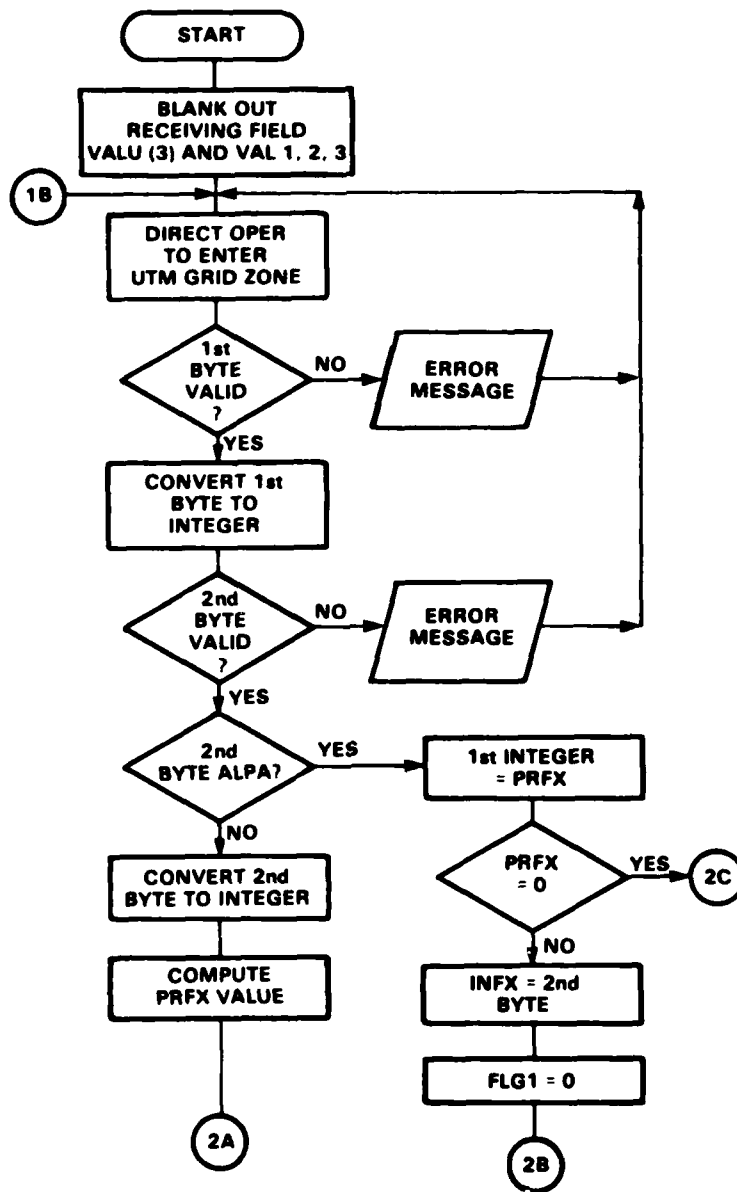 START
BLANK OUT
RECEIVING FIELD
VALU (3) AND VAL 1, 2, 3
1B
DIRECT OPER
TO ENTER
UTM GRID ZONE
1st
BYTE
VALID
?
NO
ERROR
MESSAGE
YES
CONVERT 1st
BYTE TO
INTEGER
2nd
BYTE
VALID
?
NO
ERROR
MESSAGE
YES
2nd
BYTE ALPA?
YES
1st INTEGER
= PRFX
NO
PRFX
= 0
YES
2C
CONVERT 2nd
BYTE TO INTEGER
NO
COMPUTE
PRFX VALUE
INFX = 2nd
BYTE
FLG1 = 0
2A
2B